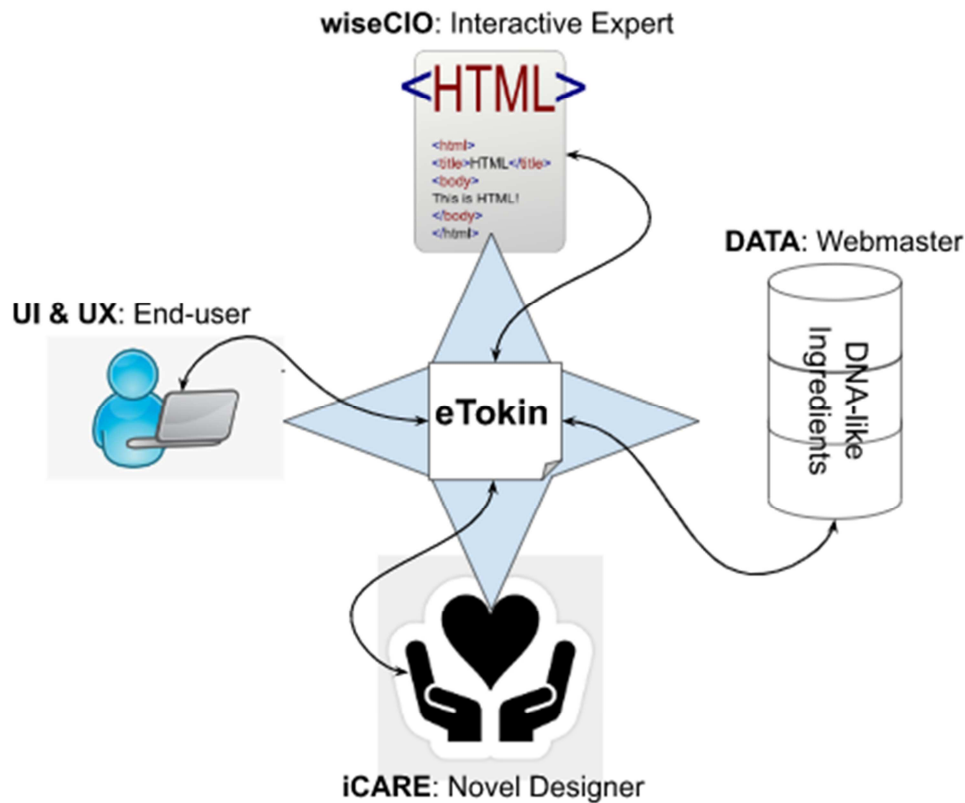 wiseCIO: Interactive Expert
<HTML>
<html>
<title>HTML</title>
<body>
This is HTML!
</body>
</html>
DATA: Webmaster
DNA-like
Ingredients
UI & UX: End-user
eTokin
iCARE: Novel Designer